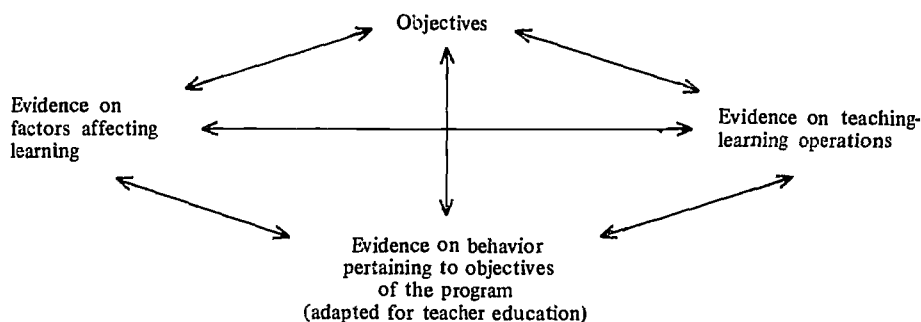 Objectives
Evidence on
factors affecting
learning
Evidence on teaching-
learning operations
Evidence on behavior
pertaining to objectives
of the program
(adapted for teacher education)